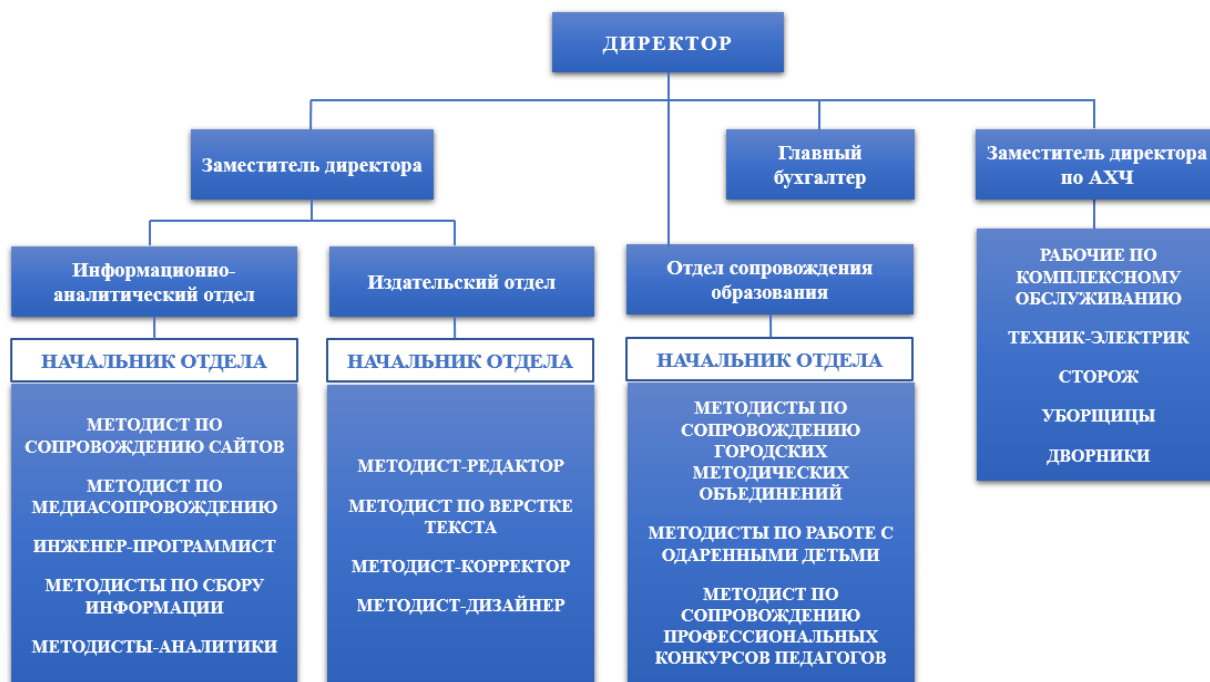 ДИРЕКТОР
Заместитель директора
Главный
бухгалтер
Заместитель директора
по АХЧ
Информационно-
аналитический отдел
Издательский отдел
Отдел сопровождения
образования
РАБОЧИЕ ПО
КОМПЛЕКСНОМУ
ОБСЛУЖИВАНИЮ
ТЕХНИК-ЭЛЕКТРИК
СТОРОЖ
УБОРЩИЦЫ
ДВОРНИКИ
НАЧАЛЬНИК ОТДЕЛА
МЕТОДИСТ ПО
СОПРОВОЖДЕНИЮ САЙТОВ
МЕТОДИСТ ПО
МЕДИАСОПРОВОЖДЕНИЮ
ИНЖЕНЕР-ПРОГРАММИСТ
МЕТОДИСТЫ ПО СБОРУ
ИНФОРМАЦИИ
МЕТОДИСТЫ-АНАЛИТИКИ
НАЧАЛЬНИК ОТДЕЛА
МЕТОДИСТ-РЕДАКТОР
МЕТОДИСТ ПО ВЕРСТКЕ
ТЕКСТА
МЕТОДИСТ-КОРРЕКТОР
МЕТОДИСТ-ДИЗАЙНЕР
НАЧАЛЬНИК ОТДЕЛА
МЕТОДИСТЫ ПО
СОПРОВОЖДЕНИЮ
ГОРОДСКИХ
МЕТОДИЧЕСКИХ
ОБЪЕДИНЕНИЙ
МЕТОДИСТЫ ПО РАБОТЕ С
ОДАРЕННЫМИ ДЕТЬМИ
МЕТОДИСТ ПО
СОПРОВОЖДЕНИЮ
ПРОФЕССИОНАЛЬНЫХ
КОНКУРСОВ ПЕДАГОГОВ